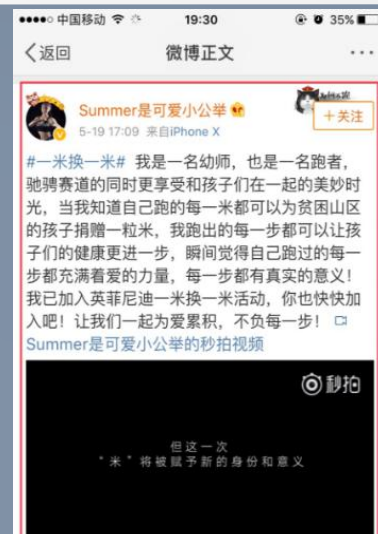 中国移动 19:30 35%
返回 微博正文
Summer是可爱小公举
5-19 17:09 来自iPhone X
+关注
#一米换一米# 我是一名幼师，也是一名跑者，
驰骋赛道的同时更享受和孩子们在一起的美妙时
光，当我知道自己跑的每一米都可以为贫困山区
的孩子捐赠一粒米，我跑出的每一步都可以让孩
子们的健康更进一步，瞬间觉得自己跑过的每一
步都充满着爱的力量，每一步都有真实的意义！
我已加入英菲尼迪一米换一米活动，你也快快加
入吧！让我们一起为爱累积，不负每一步！
Summer是可爱小公举的秒拍视频
秒拍
但这一次
“米”将被赋予新的身份和意义